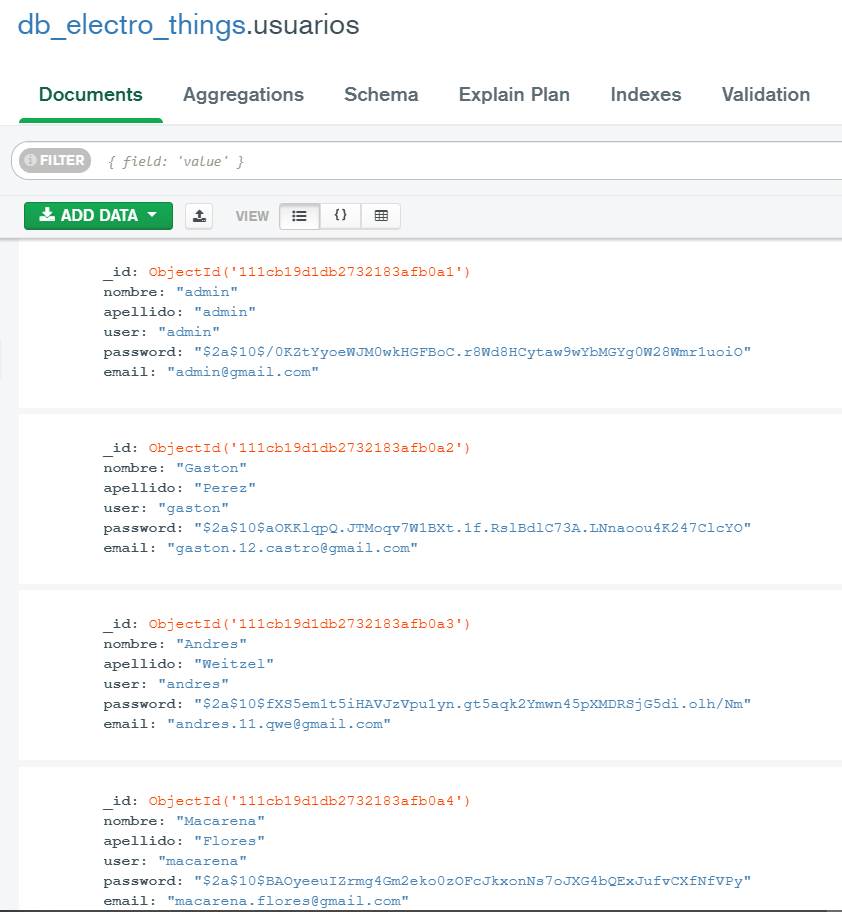 db_electro_things.usuarios
Documents Aggregations Schema Explain Plan Indexes Validation
FILTER { field: 'value' }
ADD DATA VIEW { }
_id: ObjectId('111cb19d1db2732183afb0a1')
nombre: "admin"
apellido: "admin"
user: "admin"
password: "$2a$10$/0KZtYyoeWJM0wkHGFBoC.r8Wd8HCytaw9wYbMGYg0W28Wmr1uoiO"
email: "admin@gmail.com"
_id: ObjectId('111cb19d1db2732183afb0a2')
nombre: "Gaston"
apellido: "Perez"
user: "gaston"
password: "$2a$10$aOKKlqpQ.JTMoqv7W1BXt.1f.RslBdlC73A.LNnaoou4K247ClcYO"
email: "gaston.12.castro@gmail.com"
_id: ObjectId('111cb19d1db2732183afb0a3')
nombre: "Andres"
apellido: "Weitzel"
user: "andres"
password: "$2a$10$fXS5em1t5iHAVJzVpu1yn.gt5aqk2Ymwn45pXMDRSjG5di.olh/Nm"
email: "andres.11.qwe@gmail.com"
_id: ObjectId('111cb19d1db2732183afb0a4')
nombre: "Macarena"
apellido: "Flores"
user: "macarena"
password: "$2a$10$BAOyeeuIZrmg4Gm2eko0zOFcJkxonNs7oJXG4bQExJufvCXfNfVPy"
email: "macarena.flores@gmail.com"